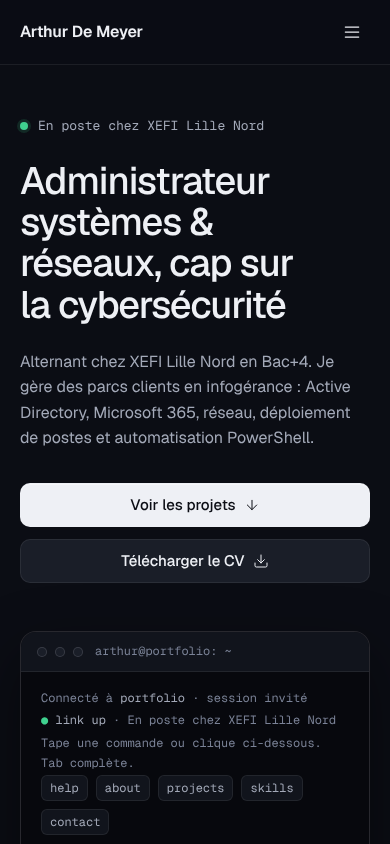 Arthur De Meyer
En poste chez XEFI Lille Nord
Administrateur
systèmes &
réseaux, cap sur
la cybersécurité
Alternant chez XEFI Lille Nord en Bac+4. Je
gère des parcs clients en infogérance : Active
Directory, Microsoft 365, réseau, déploiement
de postes et automatisation PowerShell.
Voir les projets
Télécharger le CV
arthur@portfolio: ~
Connecté à portfolio · session invité
link up · En poste chez XEFI Lille Nord
Tape une commande ou clique ci-dessous.
Tab complète.
help about projects skills
contact